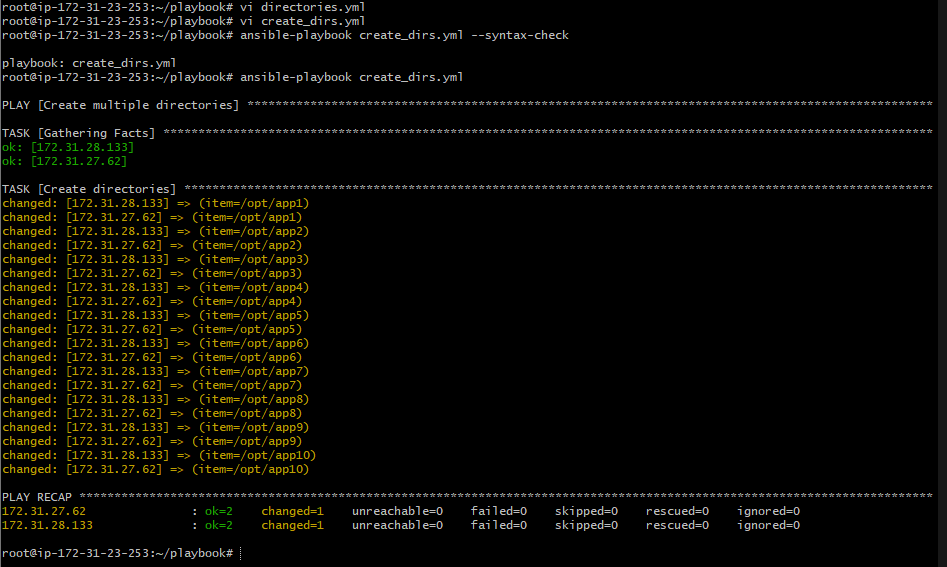 root@ip-172-31-23-253:~/playbook# vi directories.yml
root@ip-172-31-23-253:~/playbook# vi create_dirs.yml
root@ip-172-31-23-253:~/playbook# ansible-playbook create_dirs.yml --syntax-check
playbook: create_dirs.yml
root@ip-172-31-23-253:~/playbook# ansible-playbook create_dirs.yml
PLAY [Create multiple directories] **************************************************************************************************
TASK [Gathering Facts] **************************************************************************************************************
ok: [172.31.28.133]
ok: [172.31.27.62]
TASK [Create directories] ***********************************************************************************************************
changed: [172.31.28.133] => (item=/opt/app1)
changed: [172.31.27.62] => (item=/opt/app1)
changed: [172.31.28.133] => (item=/opt/app2)
changed: [172.31.27.62] => (item=/opt/app2)
changed: [172.31.28.133] => (item=/opt/app3)
changed: [172.31.27.62] => (item=/opt/app3)
changed: [172.31.28.133] => (item=/opt/app4)
changed: [172.31.27.62] => (item=/opt/app4)
changed: [172.31.28.133] => (item=/opt/app5)
changed: [172.31.27.62] => (item=/opt/app5)
changed: [172.31.28.133] => (item=/opt/app6)
changed: [172.31.27.62] => (item=/opt/app6)
changed: [172.31.28.133] => (item=/opt/app7)
changed: [172.31.27.62] => (item=/opt/app7)
changed: [172.31.28.133] => (item=/opt/app8)
changed: [172.31.27.62] => (item=/opt/app8)
changed: [172.31.28.133] => (item=/opt/app9)
changed: [172.31.27.62] => (item=/opt/app9)
changed: [172.31.28.133] => (item=/opt/app10)
changed: [172.31.27.62] => (item=/opt/app10)
PLAY RECAP **************************************************************************************************************************
172.31.27.62               : ok=2    changed=1    unreachable=0    failed=0    skipped=0    rescued=0    ignored=0
172.31.28.133              : ok=2    changed=1    unreachable=0    failed=0    skipped=0    rescued=0    ignored=0
root@ip-172-31-23-253:~/playbook#